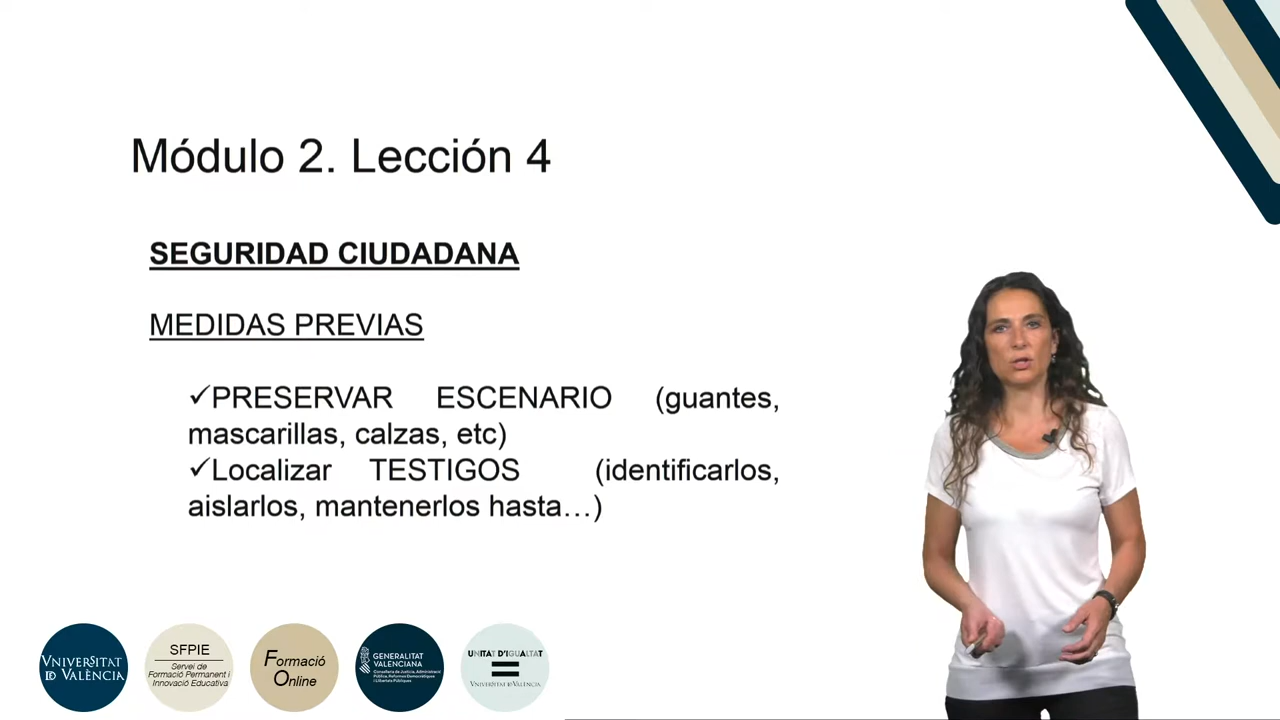 Módulo 2. Lección 4
SEGURIDAD CIUDADANA
MEDIDAS PREVIAS
✓PRESERVAR ESCENARIO (guantes,
mascarillas, calzas, etc)
✓Localizar TESTIGOS (identificarlos,
aislarlos, mantenerlos hasta…)
VNIVERSITAT
ID VALÈNCIA
SFPIE
Servei de
Formació Permanent i
Innovació Educativa
Formació
Online
GENERALITAT
VALENCIANA
Conselleria de Justícia, Administració
Pública, Reformes Democràtiques
i Llibertats Públiques
UNITAT D'IGUALTAT
VNIVERSITAT ID VALÈNCIA